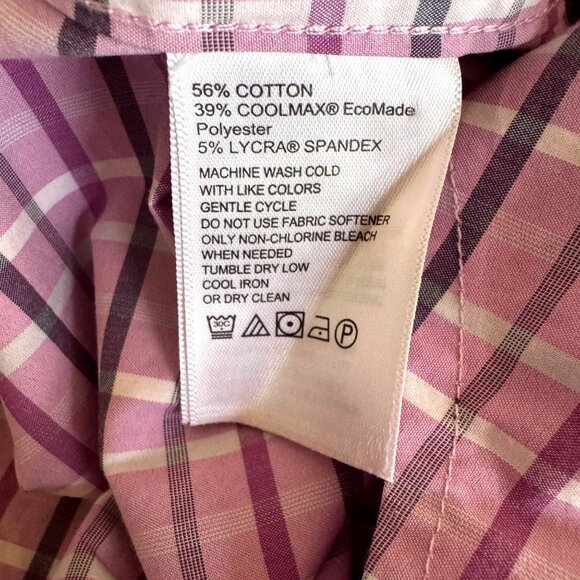 56% COTTON
39% COOLMAX® EcoMade
Polyester
5% LYCRA® SPANDEX
MACHINE WASH COLD
WITH LIKE COLORS
GENTLE CYCLE
DO NOT USE FABRIC SOFTENER
ONLY NON-CHLORINE BLEACH
WHEN NEEDED
TUMBLE DRY LOW
COOL IRON
OR DRY CLEAN
30C P